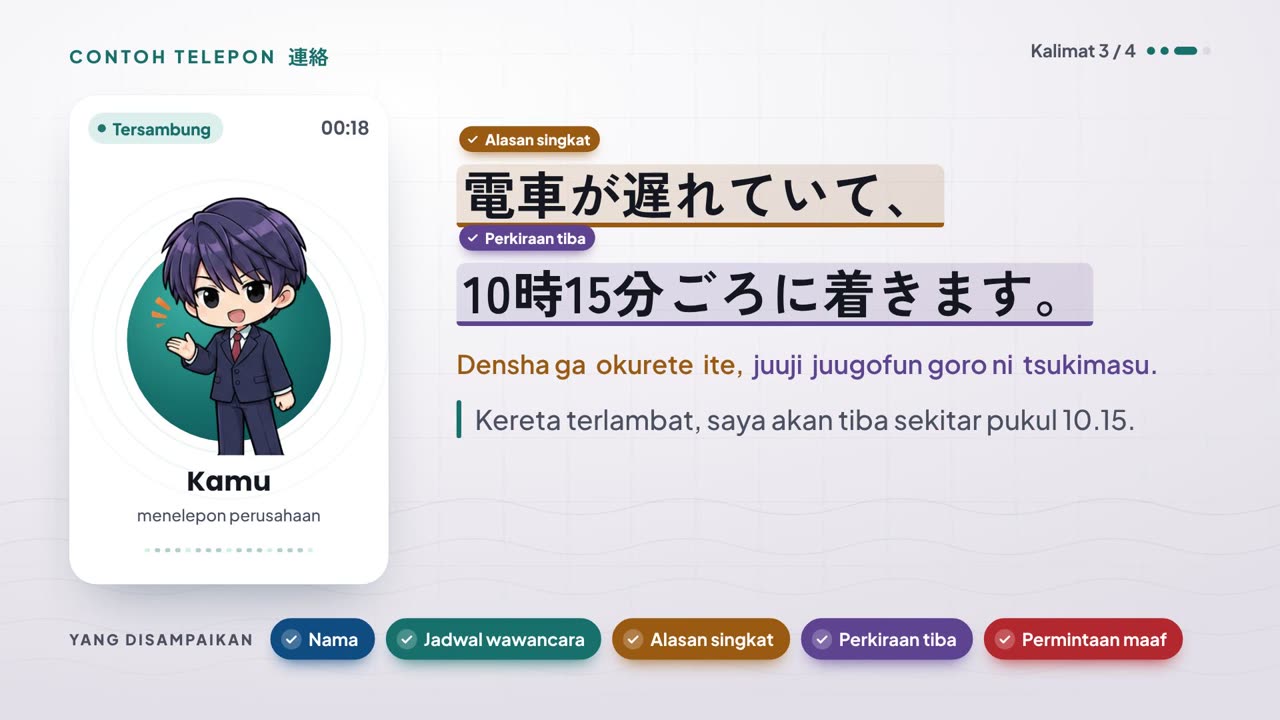 CONTOH TELEPON 連絡
Kalimat 3 / 4
Tersambung
00:18
Kamu
menelepon perusahaan
Alasan singkat
電車が遅れていて、
Perkiraan tiba
10時15分ごろに着きます。
Densha ga okurete ite, juuji juugofun goro ni tsukimasu.
Kereta terlambat, saya akan tiba sekitar pukul 10.15.
YANG DISAMPAIKAN
Nama
Jadwal wawancara
Alasan singkat
Perkiraan tiba
Permintaan maaf